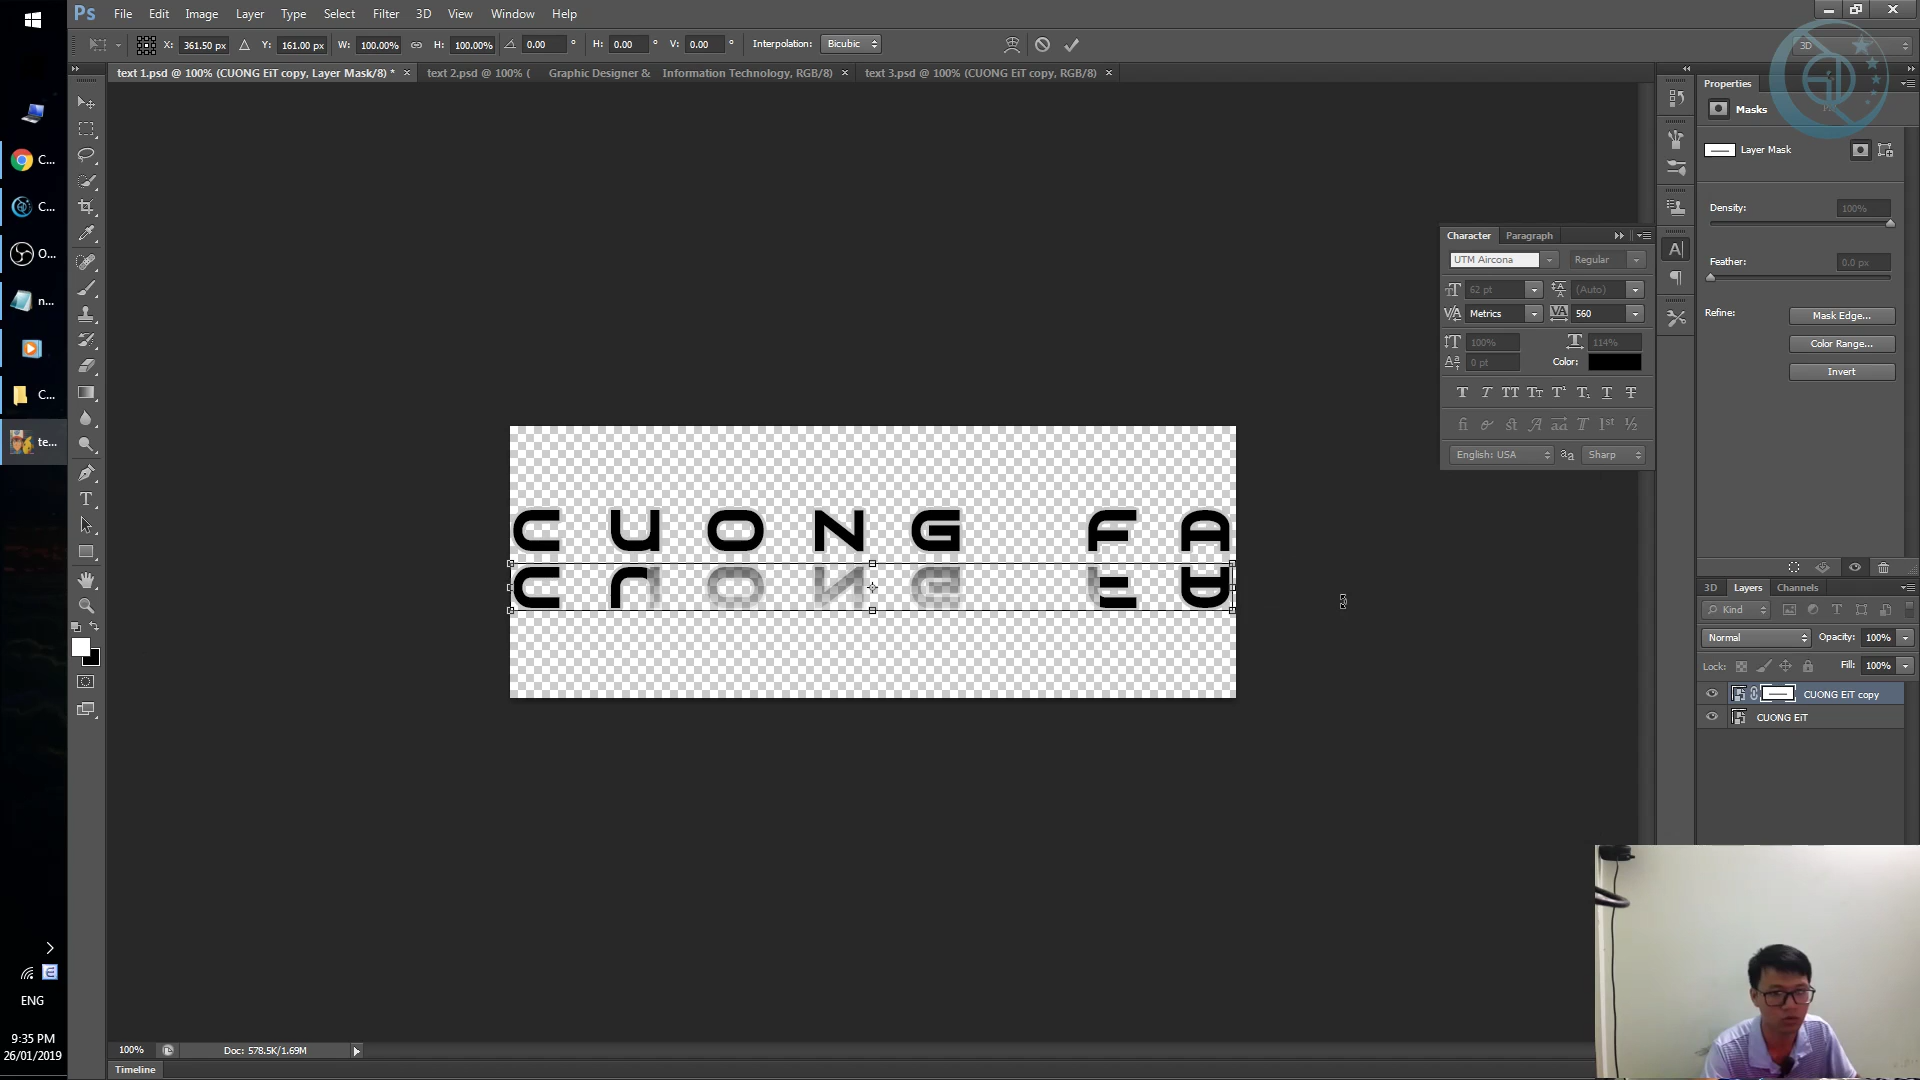 Ps File Edit Image Layer Type Select Filter 3D View Window Help
X: 361.50 px Y: 161.00 px W: 100.00% H: 100.00% 0.00 ° H: 0.00 ° V: 0.00 ° Interpolation: Bicubic 3D
text 1.psd @ 100% (CUONG EiT copy, Layer Mask/8) * × text 2.psd @ 100% ( Graphic Designer & Information Technology, RGB/8) × text 3.psd @ 100% (CUONG EiT copy, RGB/8) ×
Properties
Masks
Layer Mask
Density: 100%
Feather: 0.0 px
Refine: Mask Edge...
Color Range...
Invert
Character Paragraph
UTM Aircona Regular
62 pt (Auto)
Metrics 560
100% 114%
0 pt Color:
English: USA Sharp
CUONG FA
CUONG FA
3D Layers Channels
Kind
Normal Opacity: 100%
Lock: Fill: 100%
CUONG EiT copy
CUONG EiT
C...
C...
O...
n...
C...
te...
ENG
9:35 PM
26/01/2019
100% Doc: 578.5K/1.69M
Timeline